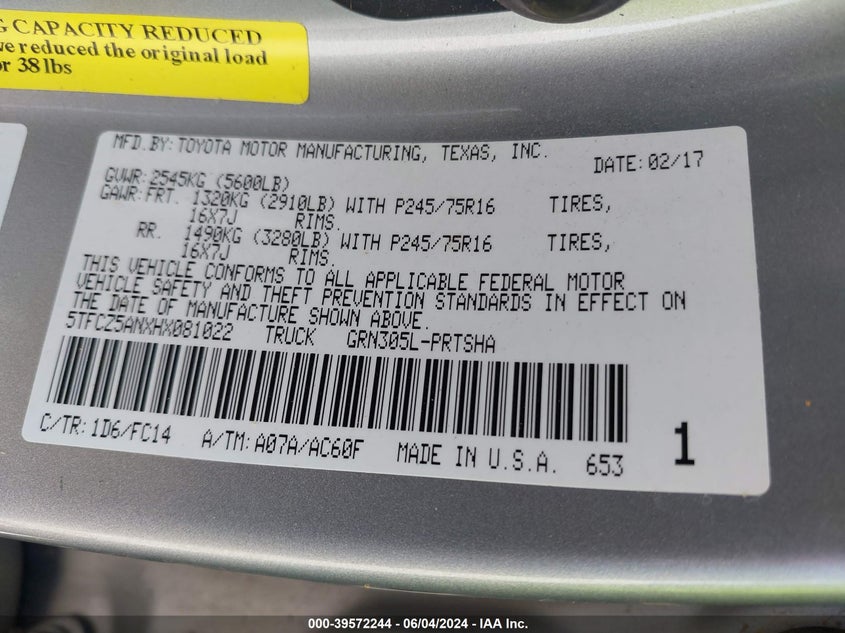 G CAPACITY REDUCED
we reduced the original load
or 38 lbs
MFD.BY: TOYOTA MOTOR MANUFACTURING, TEXAS, INC. DATE: 02/17
GVWR: 2545KG (5600LB)
GAWR: FRT. 1320KG (2910LB) WITH P245/75R16 TIRES,
16X7J RIMS.
RR. 1490KG (3280LB) WITH P245/75R16 TIRES,
16X7J RIMS.
THIS VEHICLE CONFORMS TO ALL APPLICABLE FEDERAL MOTOR
VEHICLE SAFETY AND THEFT PREVENTION STANDARDS IN EFFECT ON
THE DATE OF MANUFACTURE SHOWN ABOVE.
5TFCZ5ANXHX081022 TRUCK GRN305L-PRTSHA
C/TR: 1D6/FC14 A/TM: A07A/AC60F MADE IN U.S.A. 653 1
000-39572244 - 06/04/2024 - IAA Inc.